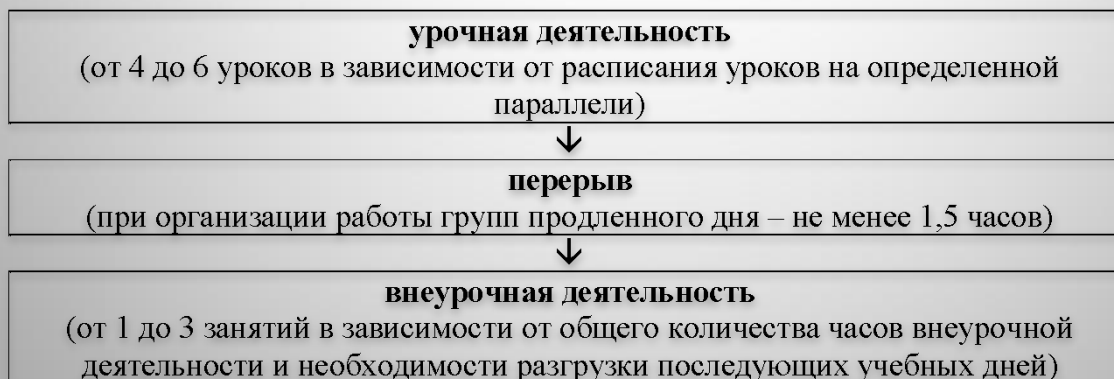 урочная деятельность
(от 4 до 6 уроков в зависимости от расписания уроков на определенной
параллели)
перерыв
(при организации работы групп продленного дня – не менее 1,5 часов)
внеурочная деятельность
(от 1 до 3 занятий в зависимости от общего количества часов внеурочной
деятельности и необходимости разгрузки последующих учебных дней)